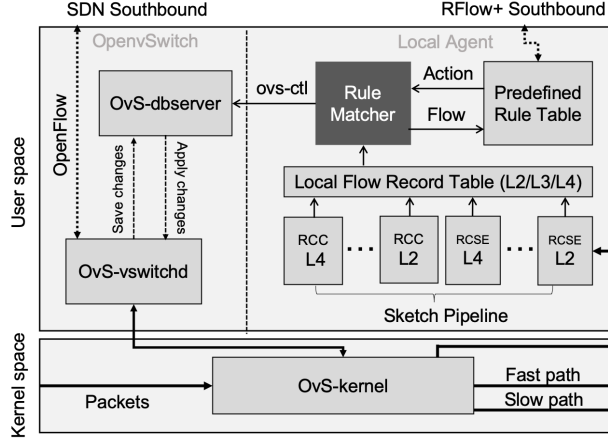 SDN Southbound
RFlow+ Southbound
OpenvSwitch
Local Agent
User space
OpenFlow
OvS-dbserver
ovs-ctl
Rule
Matcher
Action
Flow
Predefined
Rule Table
Save changes
Apply changes
Local Flow Record Table (L2/L3/L4)
OvS-vswitchd
RCC
L4
...
RCC
L2
RCSE
L4
...
RCSE
L2
Sketch Pipeline
Kernel space
Packets
OvS-kernel
Fast path
Slow path